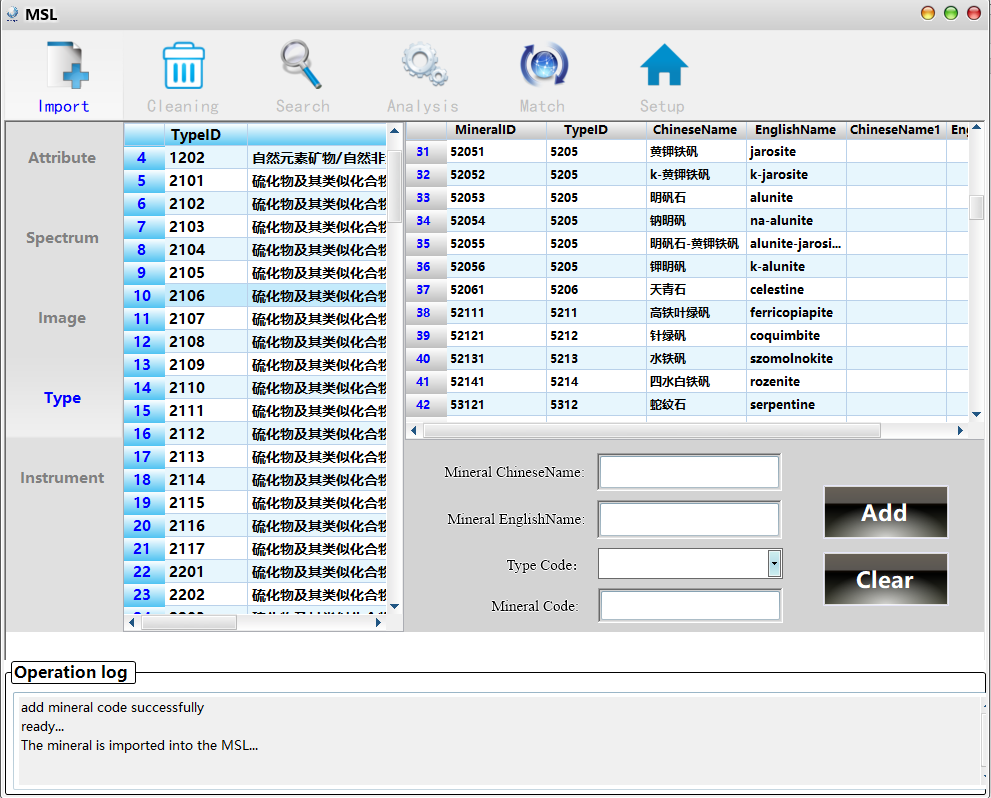 MSL
Import Cleaning Search Analysis Match Setup
Attribute
Spectrum
Image
Type
Instrument
TypeID
4 1202 自然元素矿物/自然非
5 2101 硫化物及其类似化合物
6 2102 硫化物及其类似化合物
7 2103 硫化物及其类似化合物
8 2104 硫化物及其类似化合物
9 2105 硫化物及其类似化合物
10 2106 硫化物及其类似化合物
11 2107 硫化物及其类似化合物
12 2108 硫化物及其类似化合物
13 2109 硫化物及其类似化合物
14 2110 硫化物及其类似化合物
15 2111 硫化物及其类似化合物
16 2112 硫化物及其类似化合物
17 2113 硫化物及其类似化合物
18 2114 硫化物及其类似化合物
19 2115 硫化物及其类似化合物
20 2116 硫化物及其类似化合物
21 2117 硫化物及其类似化合物
22 2201 硫化物及其类似化合物
23 2202 硫化物及其类似化合物
MineralID TypeID ChineseName EnglishName ChineseName1 Eng
31 52051 5205 黄钾铁矾 jarosite
32 52052 5205 k-黄钾铁矾 k-jarosite
33 52053 5205 明矾石 alunite
34 52054 5205 钠明矾 na-alunite
35 52055 5205 明矾石-黄钾铁矾 alunite-jarosi...
36 52056 5205 钾明矾 k-alunite
37 52061 5206 天青石 celestine
38 52111 5211 高铁叶绿矾 ferricopiapite
39 52121 5212 针绿矾 coquimbite
40 52131 5213 水铁矾 szomolnokite
41 52141 5214 四水白铁矾 rozenite
42 53121 5312 蛇纹石 serpentine
Mineral ChineseName:
Mineral EnglishName:
Type Code:
Mineral Code:
Add
Clear
Operation log
add mineral code successfully
ready...
The mineral is imported into the MSL...